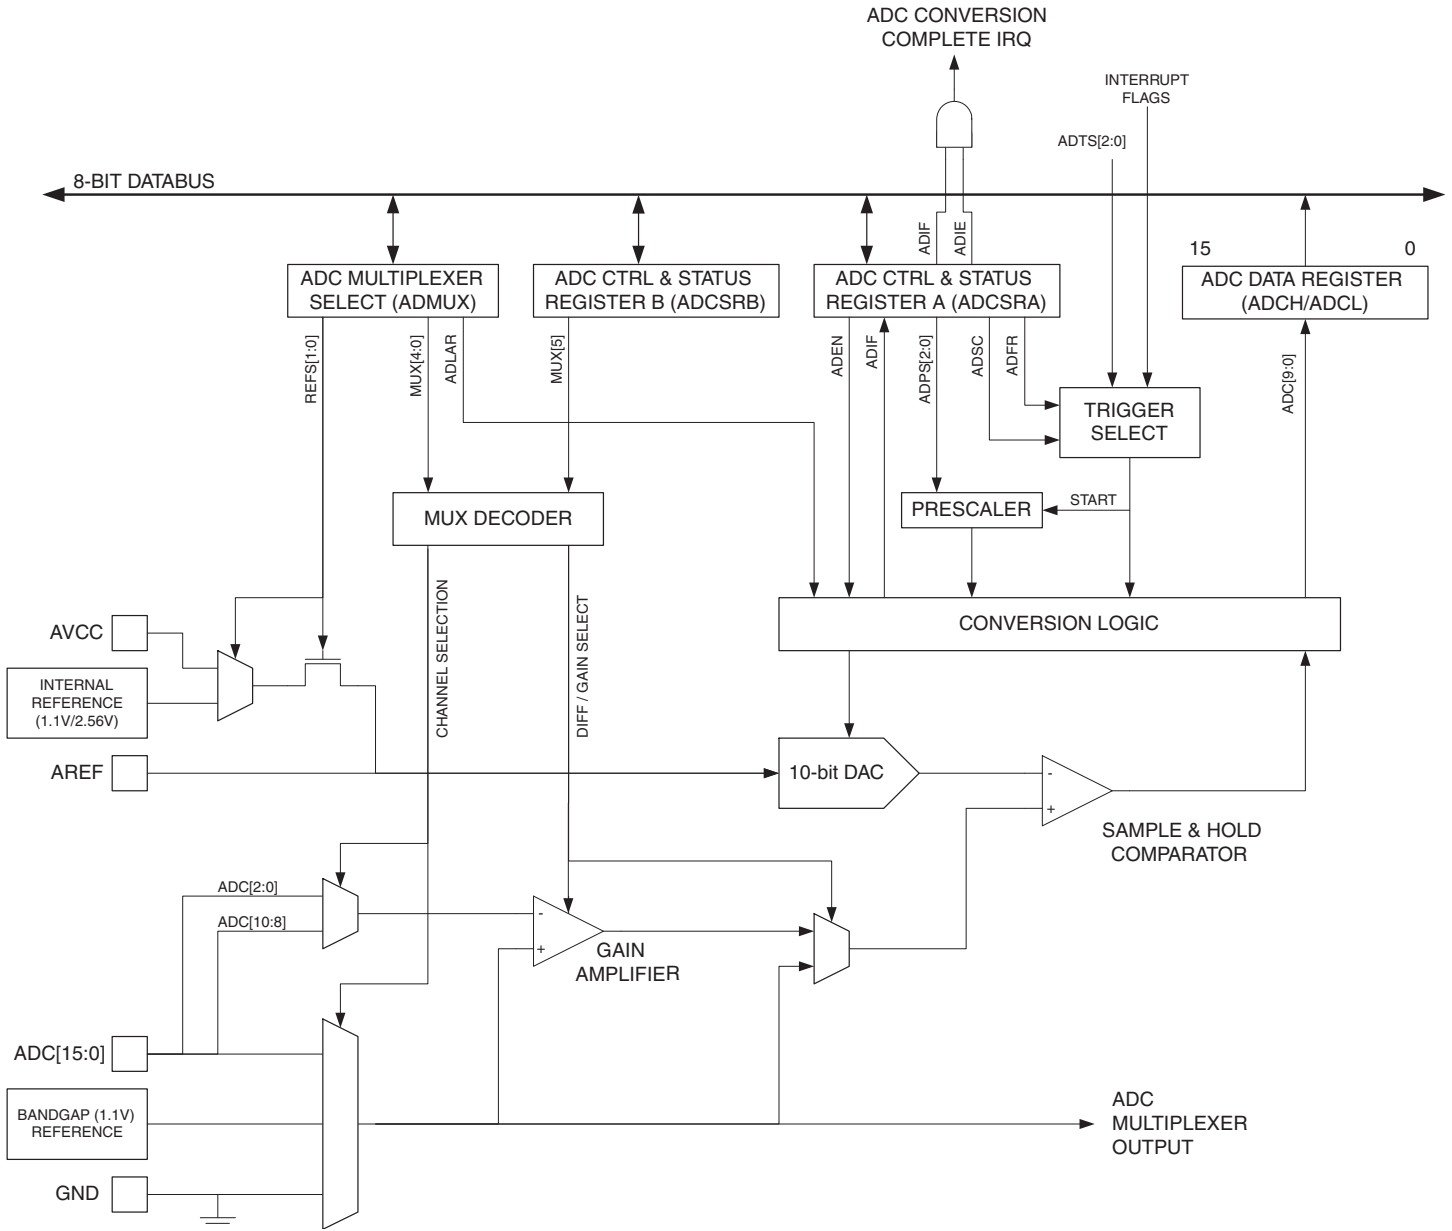 ADC CONVERSION
COMPLETE IRQ
INTERRUPT
FLAGS
ADTS[2:0]
8-BIT DATABUS
ADIF
ADIE
15
0
ADC MULTIPLEXER
SELECT (ADMUX)
ADC CTRL & STATUS
REGISTER B (ADCSRB)
ADC CTRL & STATUS
REGISTER A (ADCSRA)
ADC DATA REGISTER
(ADCH/ADCL)
REFS[1:0]
MUX[4:0]
ADLAR
MUX[5]
ADEN
ADIF
ADPS[2:0]
ADSC
ADFR
ADC[9:0]
TRIGGER
SELECT
MUX DECODER
PRESCALER
START
CHANNEL SELECTION
DIFF / GAIN SELECT
CONVERSION LOGIC
AVCC
INTERNAL
REFERENCE
(1.1V/2.56V)
AREF
10-bit DAC
-
+
SAMPLE & HOLD
COMPARATOR
ADC[2:0]
ADC[10:8]
-
+
GAIN
AMPLIFIER
ADC[15:0]
BANDGAP (1.1V)
REFERENCE
ADC
MULTIPLEXER
OUTPUT
GND